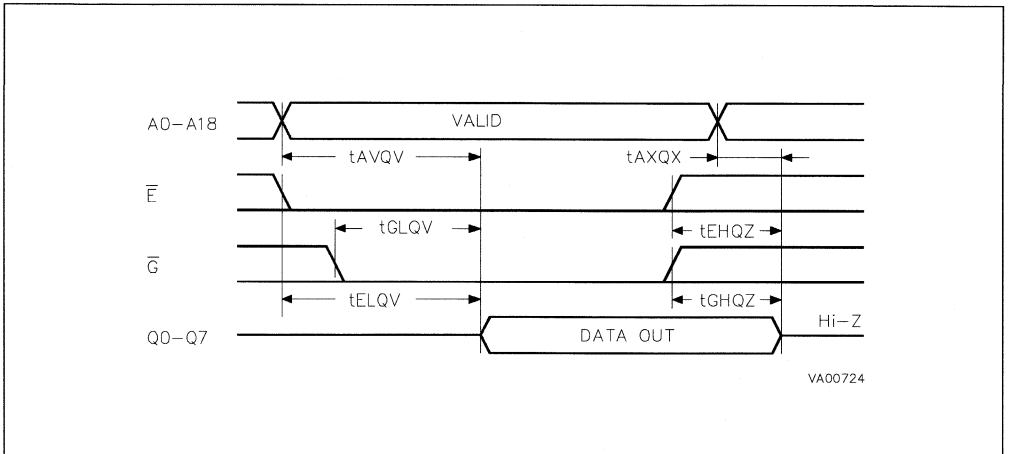 A0-A18
VALID
tAVQV
tAXQX
E
tGLQV
tEHQZ
G
tELQV
tGHQZ
Q0-Q7
DATA OUT
Hi-Z
VA00724